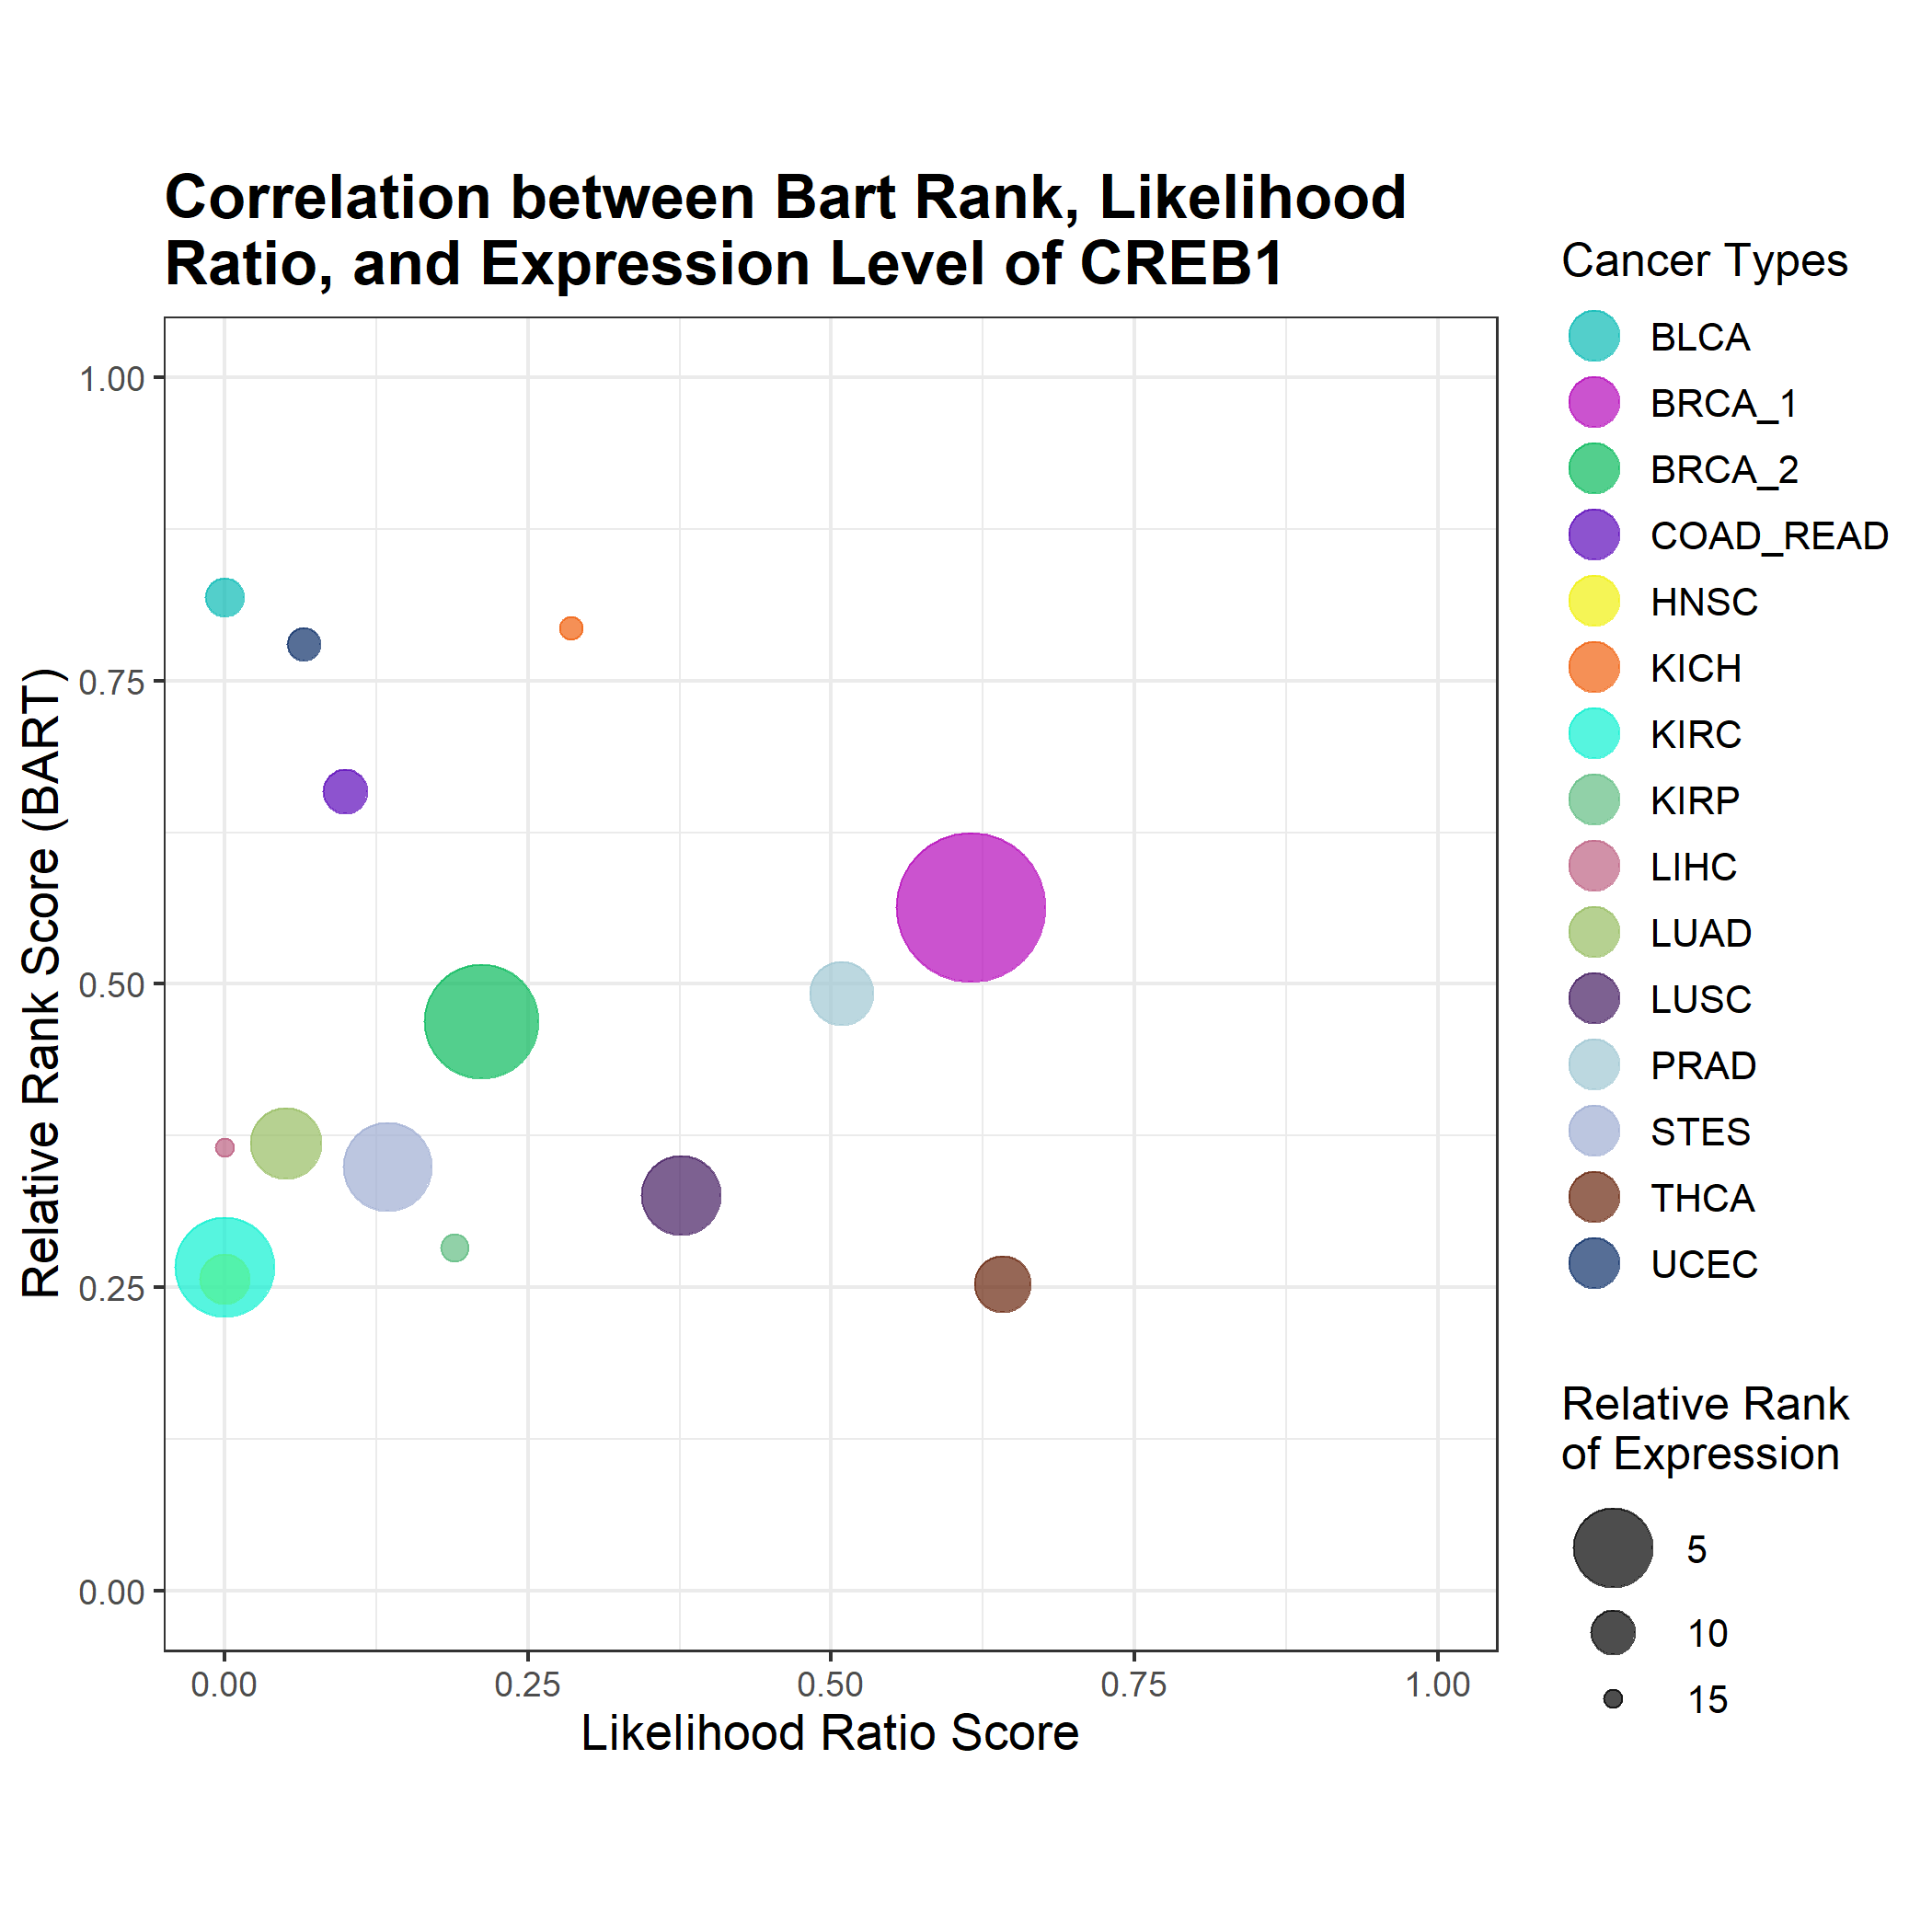 Correlation between Bart Rank, Likelihood
Ratio, and Expression Level of CREB1
Relative Rank Score (BART)
1.00
0.75
0.50
0.25
0.00
0.00
0.25
0.50
0.75
1.00
Likelihood Ratio Score
Cancer Types
BLCA
BRCA_1
BRCA_2
COAD_READ
HNSC
KICH
KIRC
KIRP
LIHC
LUAD
LUSC
PRAD
STES
THCA
UCEC
Relative Rank
of Expression
5
10
15